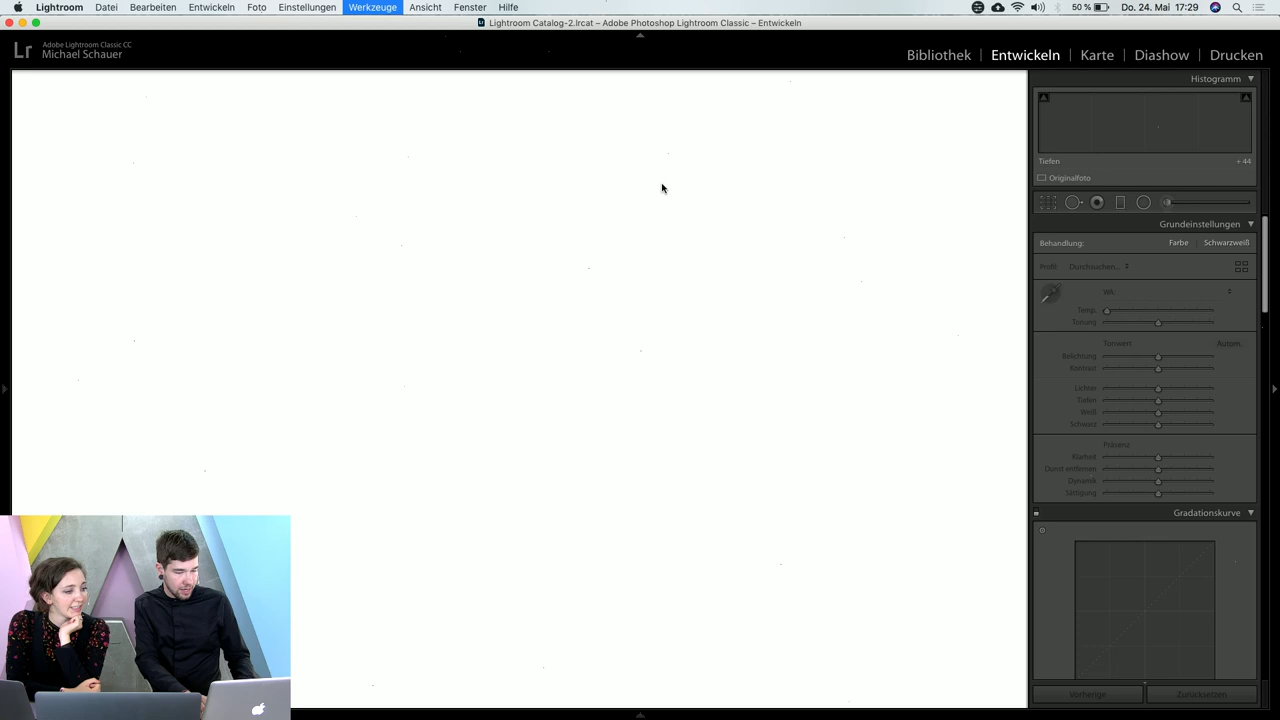 Lightroom Datei Bearbeiten Entwickeln Foto Einstellungen Werkzeuge Ansicht Fenster Hilfe 50 % Do. 24. Mai 17:29
Lightroom Catalog-2.lrcat – Adobe Photoshop Lightroom Classic – Entwickeln
Lr Adobe Lightroom Classic CC
Michael Schauer
Bibliothek | Entwickeln | Karte | Diashow | Drucken
Histogramm
Tiefen + 44
Originalfoto
Grundeinstellungen
Behandlung: Farbe | Schwarzweiß
Profil: Durchsuchen...
WA:
Temp.
Tönung
Tonwert Autom.
Belichtung
Kontrast
Lichter
Tiefen
Weiß
Schwarz
Präsenz
Klarheit
Dunst entfernen
Dynamik
Sättigung
Gradationskurve
Vorherige Zurücksetzen